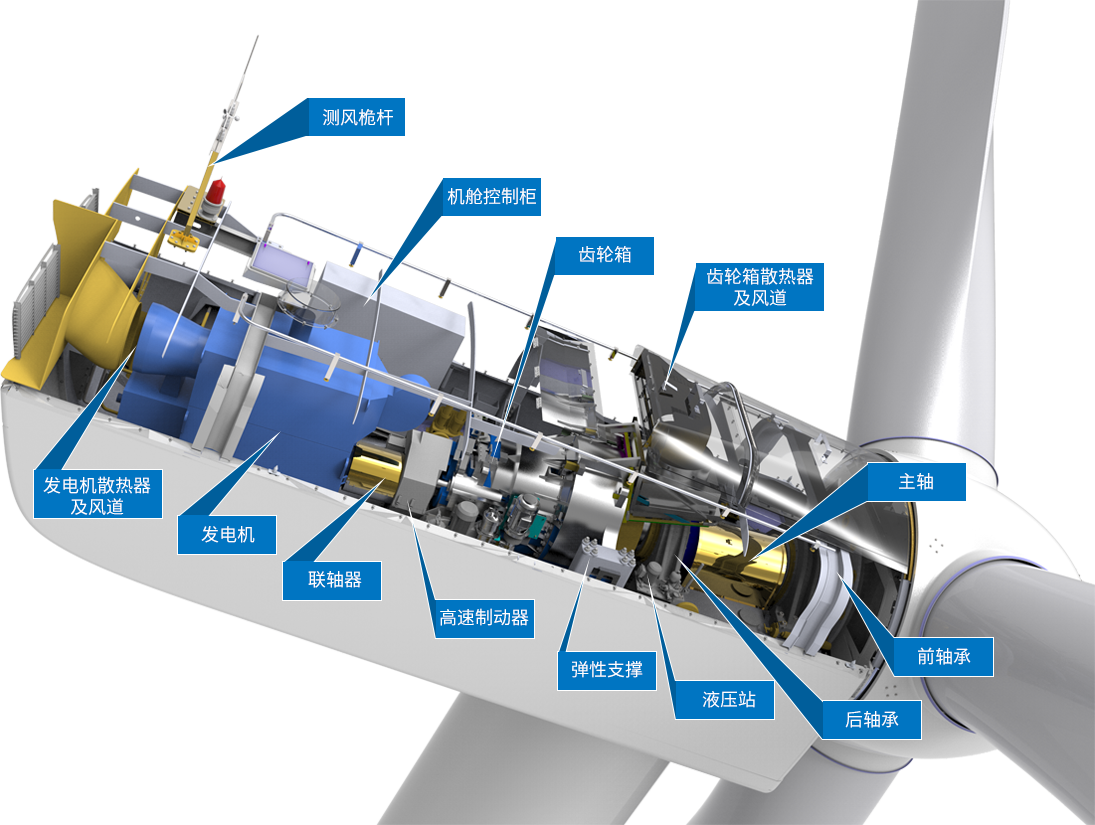 测风桅杆
机舱控制柜
齿轮箱
齿轮箱散热器
及风道
主轴
发电机散热器
及风道
发电机
联轴器
高速制动器
弹性支撑
液压站
后轴承
前轴承